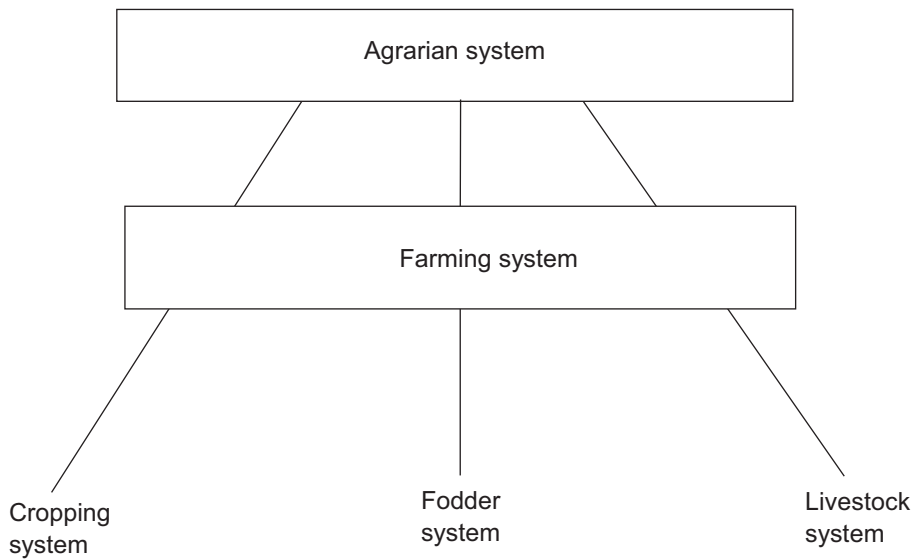 Agrarian system
Farming system
Cropping
system
Fodder
system
Livestock
system